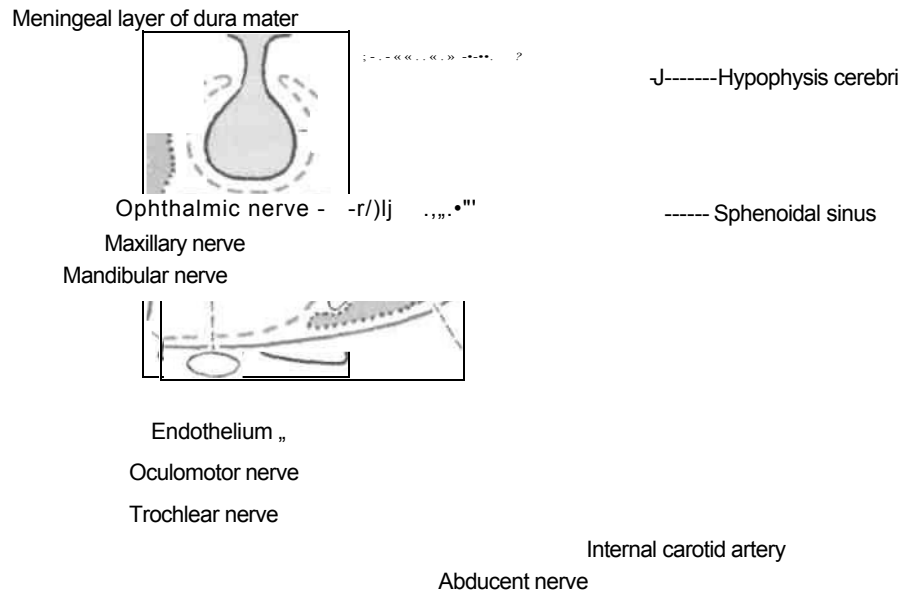 Meningeal layer of dura mater
-J-------Hypophysis cerebri
Ophthalmic nerve - -r/)lj .,„.•"'
------ Sphenoidal sinus
Maxillary nerve
Mandibular nerve
Endothelium „
Oculomotor nerve
Trochlear nerve
Internal carotid artery
Abducent nerve